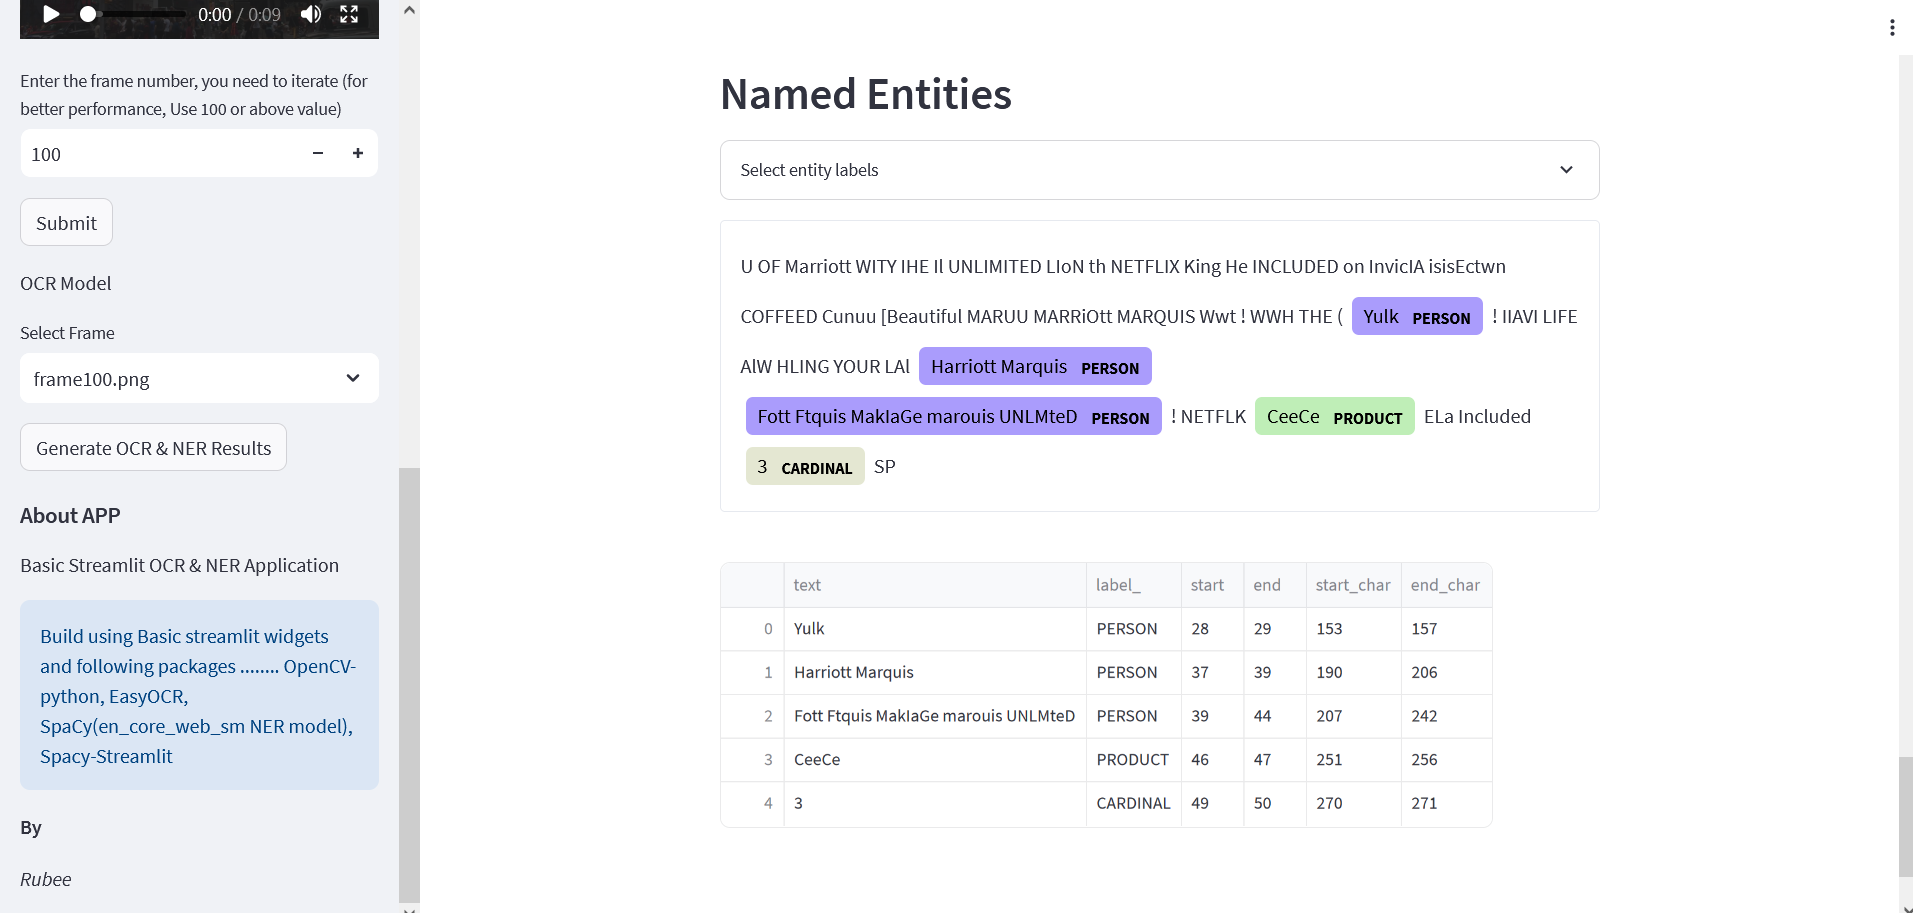 0:00 / 0:09
Enter the frame number, you need to iterate (for
better performance, Use 100 or above value)
100 − +
Submit
OCR Model
Select Frame
frame100.png
Generate OCR & NER Results
About APP
Basic Streamlit OCR & NER Application
Build using Basic streamlit widgets
and following packages ........ OpenCV-
python, EasyOCR,
SpaCy(en_core_web_sm NER model),
Spacy-Streamlit
By
Rubee
Named Entities
Select entity labels
U OF Marriott WITY IHE Il UNLIMITED LIoN th NETFLIX King He INCLUDED on InvicIA isisEctwn
COFFEED Cunuu [Beautiful MARUU MARRiOtt MARQUIS Wwt ! WWH THE ( Yulk PERSON ! IIAVI LIFE
AlW HLING YOUR LAl Harriott Marquis PERSON
Fott Ftquis MakIaGe marouis UNLMteD PERSON ! NETFLK CeeCe PRODUCT ELa Included
3 CARDINAL SP
text label_ start end start_char end_char
0 Yulk PERSON 28 29 153 157
1 Harriott Marquis PERSON 37 39 190 206
2 Fott Ftquis MakIaGe marouis UNLMteD PERSON 39 44 207 242
3 CeeCe PRODUCT 46 47 251 256
4 3 CARDINAL 49 50 270 271